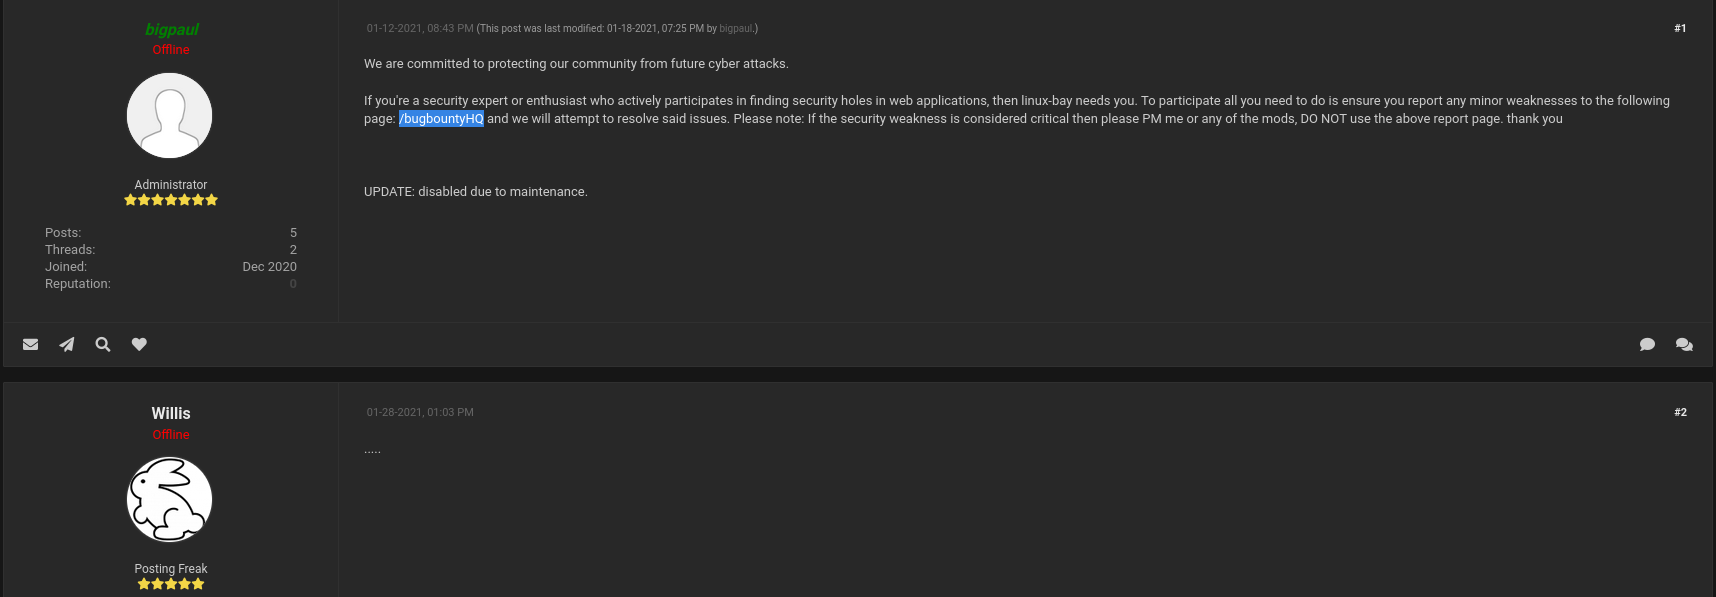 bigpaul
Offline
Administrator
Posts: 5
Threads: 2
Joined: Dec 2020
Reputation: 0
01-12-2021, 08:43 PM (This post was last modified: 01-18-2021, 07:25 PM by bigpaul.)
#1
We are committed to protecting our community from future cyber attacks.
If you're a security expert or enthusiast who actively participates in finding security holes in web applications, then linux-bay needs you. To participate all you need to do is ensure you report any minor weaknesses to the following
page: /bugbountyHQ and we will attempt to resolve said issues. Please note: If the security weakness is considered critical then please PM me or any of the mods, DO NOT use the above report page. thank you
UPDATE: disabled due to maintenance.
Willis
Offline
Posting Freak
01-28-2021, 01:03 PM
#2
.....